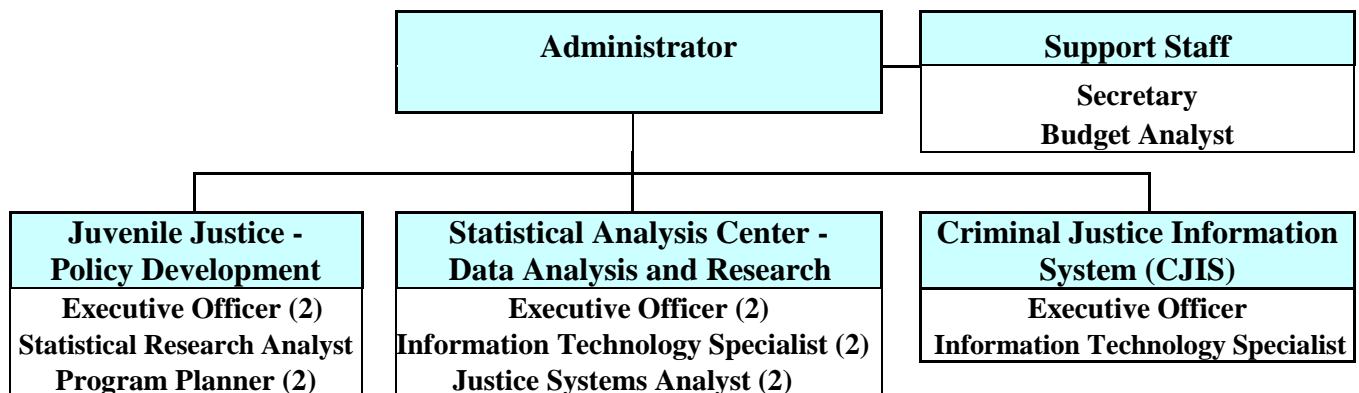 Administrator
Support Staff
Secretary
Budget Analyst
Juvenile Justice -
Policy Development
Executive Officer (2)
Statistical Research Analyst
Program Planner (2)
Statistical Analysis Center -
Data Analysis and Research
Executive Officer (2)
Information Technology Specialist (2)
Justice Systems Analyst (2)
Criminal Justice Information
System (CJIS)
Executive Officer
Information Technology Specialist